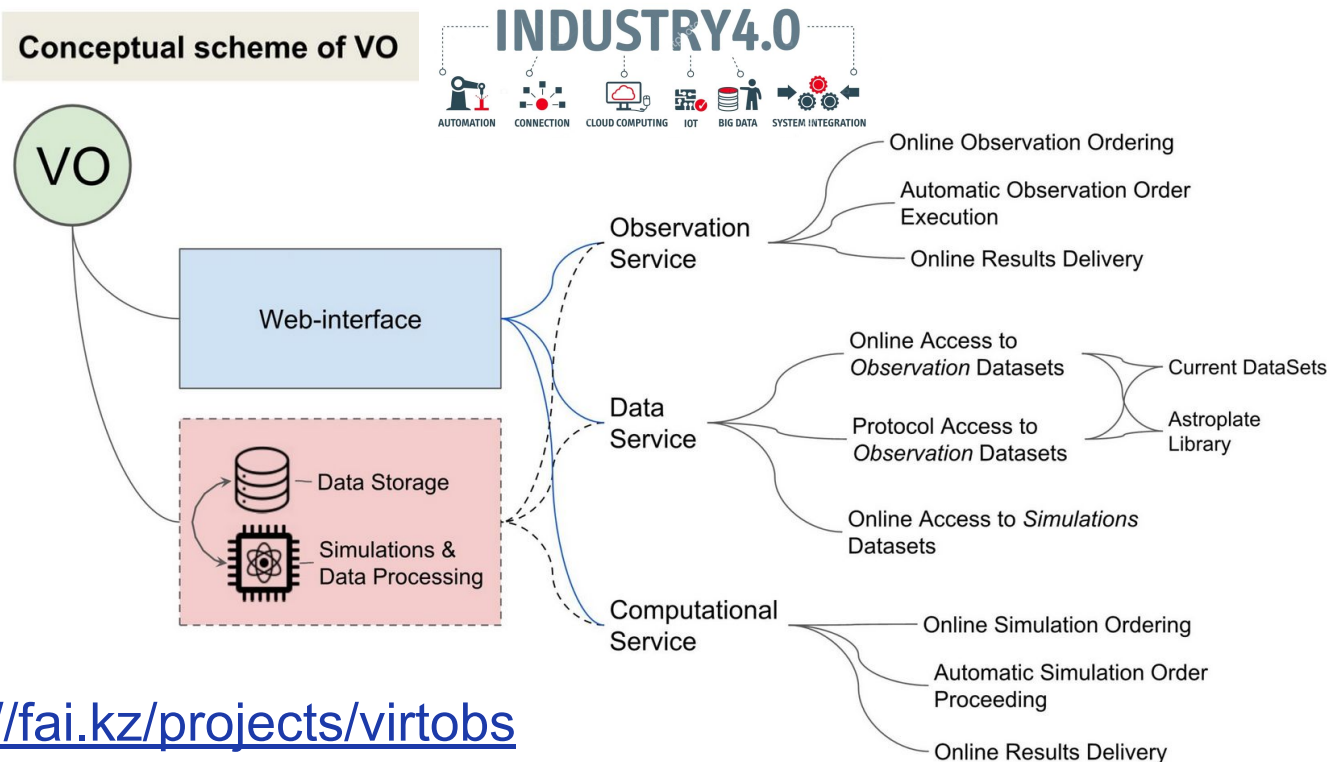 Conceptual scheme of VO
INDUSTRY4.0
AUTOMATION
CONNECTION
CLOUD COMPUTING
IOT
BIG DATA
SYSTEM INTEGRATION
VO
Web-interface
Data Storage
Simulations &
Data Processing
Observation
Service
Online Observation Ordering
Automatic Observation Order
Execution
Online Results Delivery
Data
Service
Online Access to
Observation Datasets
Protocol Access to
Observation Datasets
Current DataSets
Astroplate
Library
Online Access to Simulations
Datasets
Computational
Service
Online Simulation Ordering
Automatic Simulation Order
Proceeding
Online Results Delivery
//fai.kz/projects/virtobs